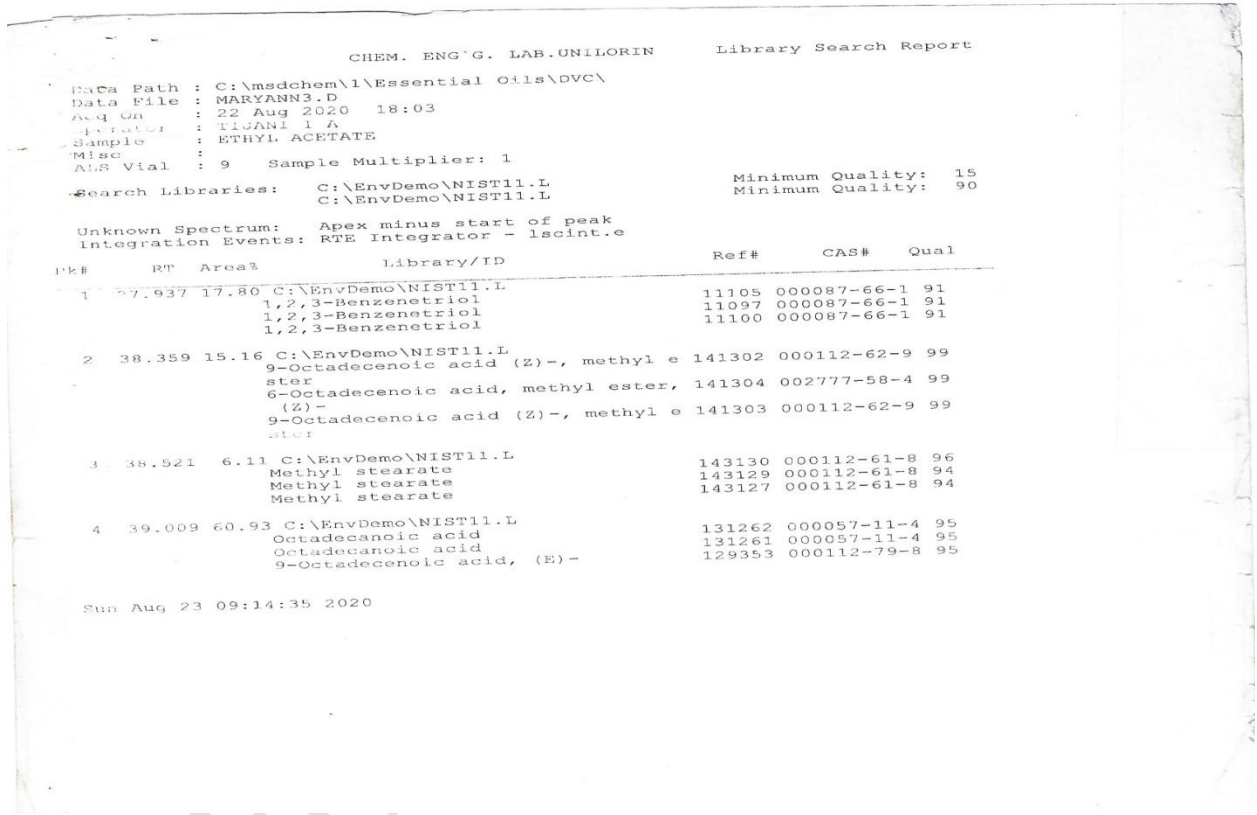 CHEM. ENG`G. LAB.UNILORIN Library Search Report
Data Path : C:\msdchem\1\Essential Oils\DVC\
Data File : MARYANN3.D
Acq On : 22 Aug 2020 18:03
Operator : TIJANI I A
Sample : ETHYL ACETATE
Misc :
ALS Vial : 9 Sample Multiplier: 1
Search Libraries: C:\EnvDemo\NIST11.L Minimum Quality: 15
C:\EnvDemo\NIST11.L Minimum Quality: 90
Unknown Spectrum: Apex minus start of peak
Integration Events: RTE Integrator - lscint.e
Pk# RT Area% Library/ID Ref# CAS# Qual
1 27.937 17.80 C:\EnvDemo\NIST11.L
1,2,3-Benzenetriol 11105 000087-66-1 91
1,2,3-Benzenetriol 11097 000087-66-1 91
1,2,3-Benzenetriol 11100 000087-66-1 91
2 38.359 15.16 C:\EnvDemo\NIST11.L
9-Octadecenoic acid (Z)-, methyl e 141302 000112-62-9 99
ster
6-Octadecenoic acid, methyl ester, 141304 002777-58-4 99
(Z)-
9-Octadecenoic acid (Z)-, methyl e 141303 000112-62-9 99
ster
3 38.521 6.11 C:\EnvDemo\NIST11.L
Methyl stearate 143130 000112-61-8 96
Methyl stearate 143129 000112-61-8 94
Methyl stearate 143127 000112-61-8 94
4 39.009 60.93 C:\EnvDemo\NIST11.L
Octadecanoic acid 131262 000057-11-4 95
Octadecanoic acid 131261 000057-11-4 95
9-Octadecenoic acid, (E)- 129353 000112-79-8 95
Sun Aug 23 09:14:35 2020